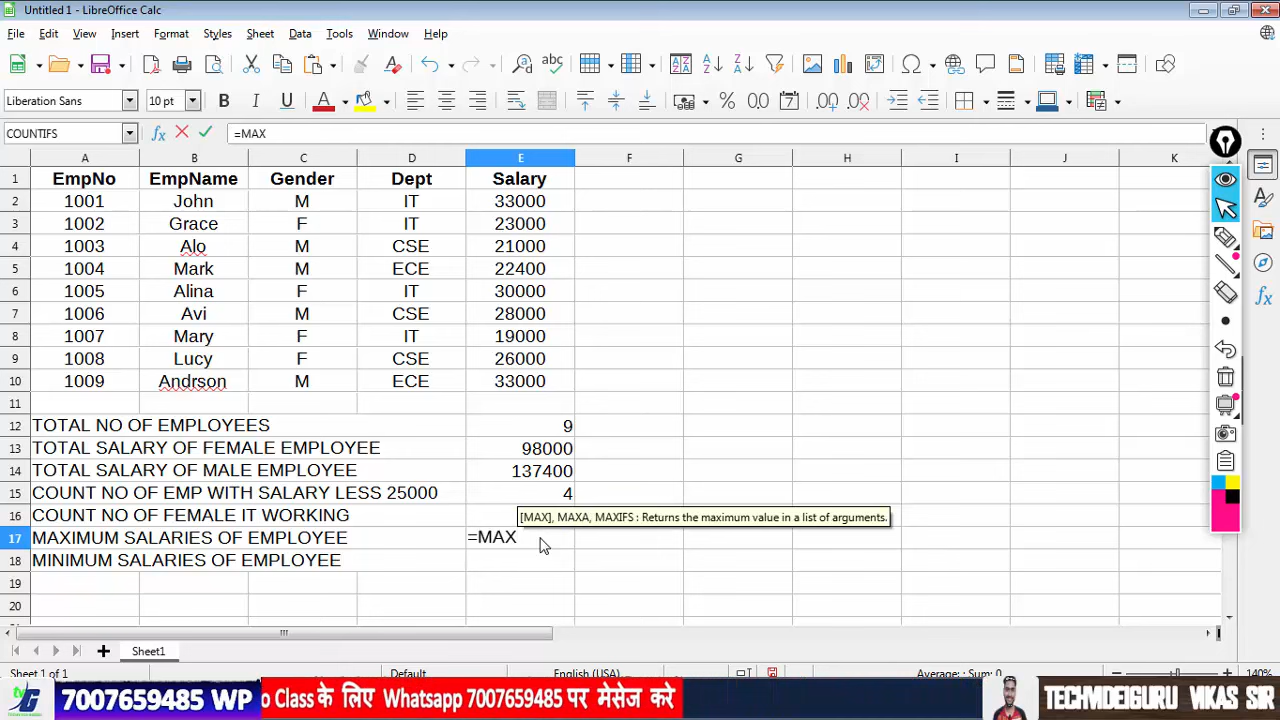 Untitled 1 - LibreOffice Calc
File Edit View Insert Format Styles Sheet Data Tools Window Help
Liberation Sans 10 pt
COUNTIFS =MAX
A B C D E F G H I J K
1 EmpNo EmpName Gender Dept Salary
2 1001 John M IT 33000
3 1002 Grace F IT 23000
4 1003 Alo M CSE 21000
5 1004 Mark M ECE 22400
6 1005 Alina F IT 30000
7 1006 Avi M CSE 28000
8 1007 Mary F IT 19000
9 1008 Lucy F CSE 26000
10 1009 Andrson M ECE 33000
11
12 TOTAL NO OF EMPLOYEES 9
13 TOTAL SALARY OF FEMALE EMPLOYEE 98000
14 TOTAL SALARY OF MALE EMPLOYEE 137400
15 COUNT NO OF EMP WITH SALARY LESS 25000 4
16 COUNT NO OF FEMALE IT WORKING
[MAX], MAXA, MAXIFS : Returns the maximum value in a list of arguments.
17 MAXIMUM SALARIES OF EMPLOYEE =MAX
18 MINIMUM SALARIES OF EMPLOYEE
19
20
Sheet1
Sheet 1 of 1 Default English (USA) Average: ; Sum: 0 140%
7007659485 WP o Class के लिए Whatsapp 7007659485 पर मेसेज करे TECHMDEIGURU VIKAS SIR